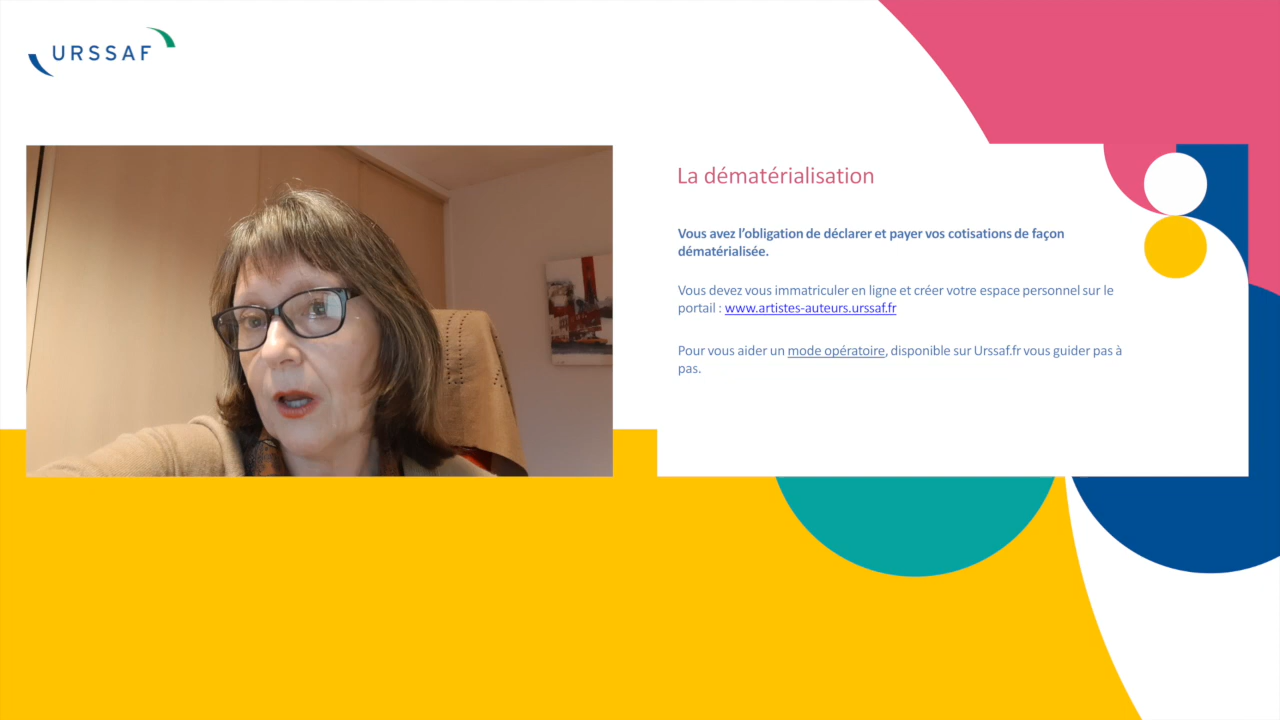 URSSAF
La dématérialisation
Vous avez l’obligation de déclarer et payer vos cotisations de façon
dématérialisée.
Vous devez vous immatriculer en ligne et créer votre espace personnel sur le
portail : www.artistes-auteurs.urssaf.fr
Pour vous aider un mode opératoire, disponible sur Urssaf.fr vous guider pas à
pas.